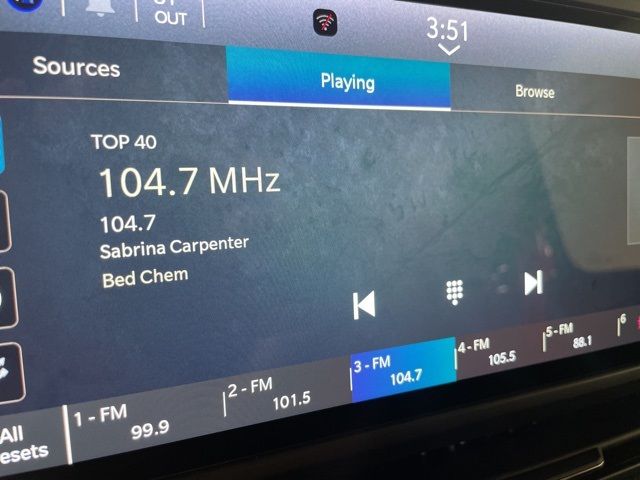 OUT
3:51
Sources
Playing
Browse
TOP 40
104.7 MHz
104.7
Sabrina Carpenter
Bed Chem
All
1 - FM
99.9
2 - FM
101.5
3 - FM
104.7
4 - FM
105.5
5 - FM
88.1
6